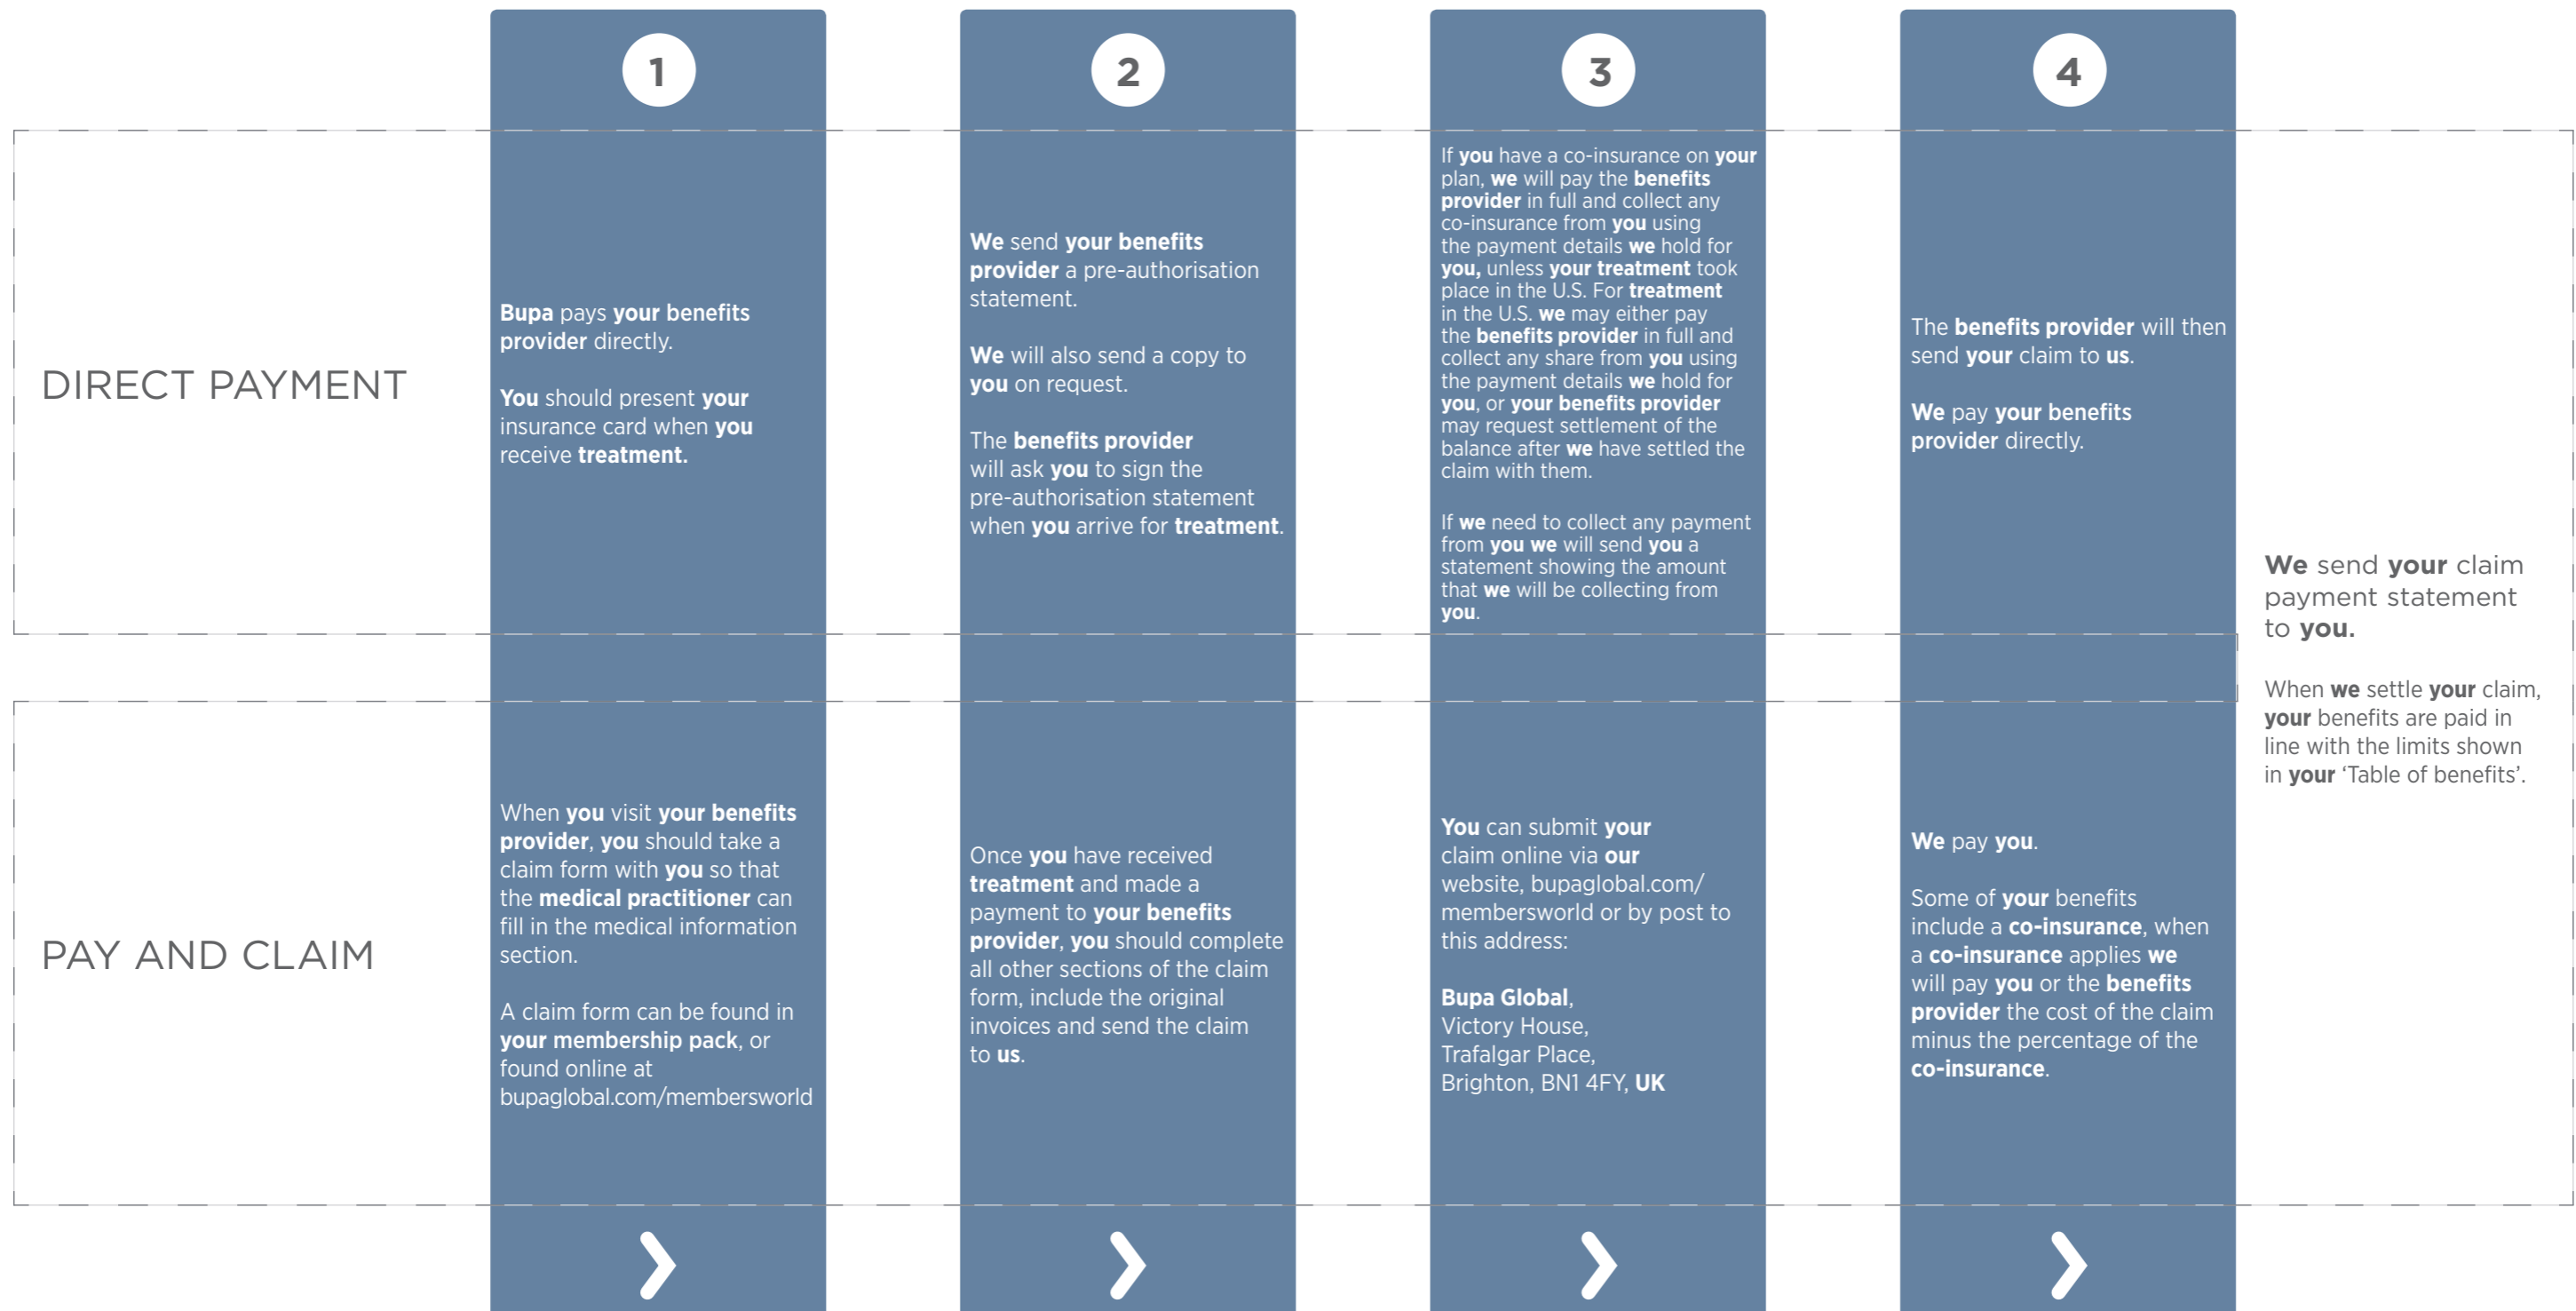 1
2
3
4
DIRECT PAYMENT
Bupa pays your benefits
provider directly.
You should present your
insurance card when you
receive treatment.
We send your benefits
provider a pre-authorisation
statement.
We will also send a copy to
you on request.
The benefits provider
will ask you to sign the
pre-authorisation statement
when you arrive for treatment.
If you have a co-insurance on your
plan, we will pay the benefits
provider in full and collect any
co-insurance from you using
the payment details we hold for
you, unless your treatment took
place in the U.S. For treatment
in the U.S. we may either pay
the benefits provider in full and
collect any share from you using
the payment details we hold for
you, or your benefits provider
may request settlement of the
balance after we have settled the
claim with them.
If we need to collect any payment
from you we will send you a
statement showing the amount
that we will be collecting from
you.
The benefits provider will then
send your claim to us.
We pay your benefits
provider directly.
PAY AND CLAIM
When you visit your benefits
provider, you should take a
claim form with you so that
the medical practitioner can
fill in the medical information
section.
A claim form can be found in
your membership pack, or
found online at
bupaglobal.com/membersworld
Once you have received
treatment and made a
payment to your benefits
provider, you should complete
all other sections of the claim
form, include the original
invoices and send the claim
to us.
You can submit your
claim online via our
website, bupaglobal.com/
membersworld or by post to
this address:
Bupa Global,
Victory House,
Trafalgar Place,
Brighton, BN1 4FY, UK
We pay you.
Some of your benefits
include a co-insurance, when
a co-insurance applies we
will pay you or the benefits
provider the cost of the claim
minus the percentage of the
co-insurance.
We send your claim
payment statement
to you.
When we settle your claim,
your benefits are paid in
line with the limits shown
in your ‘Table of benefits’.